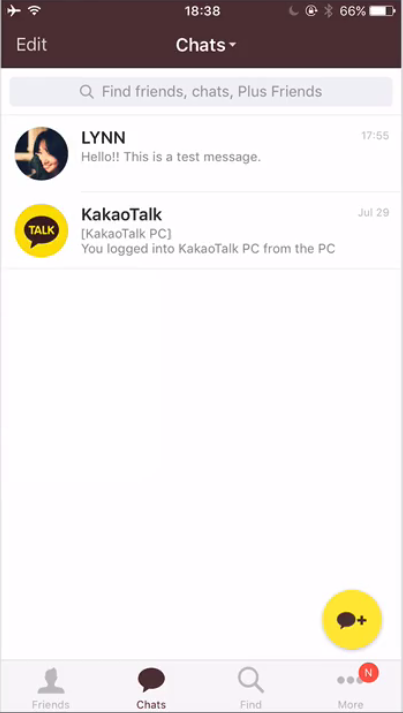 18:38
66%
Edit
Chats
Find friends, chats, Plus Friends
LYNN
17:55
Hello!! This is a test message.
TALK
KakaoTalk
Jul 29
[KakaoTalk PC]
You logged into KakaoTalk PC from the PC
N
Friends
Chats
Find
More